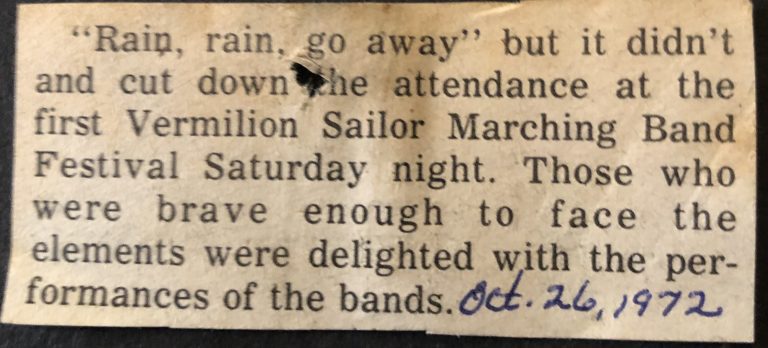 “Rain, rain, go away” but it didn’t
and cut down the attendance at the
first Vermilion Sailor Marching Band
Festival Saturday night. Those who
were brave enough to face the
elements were delighted with the per-
formances of the bands. Oct. 26, 1972